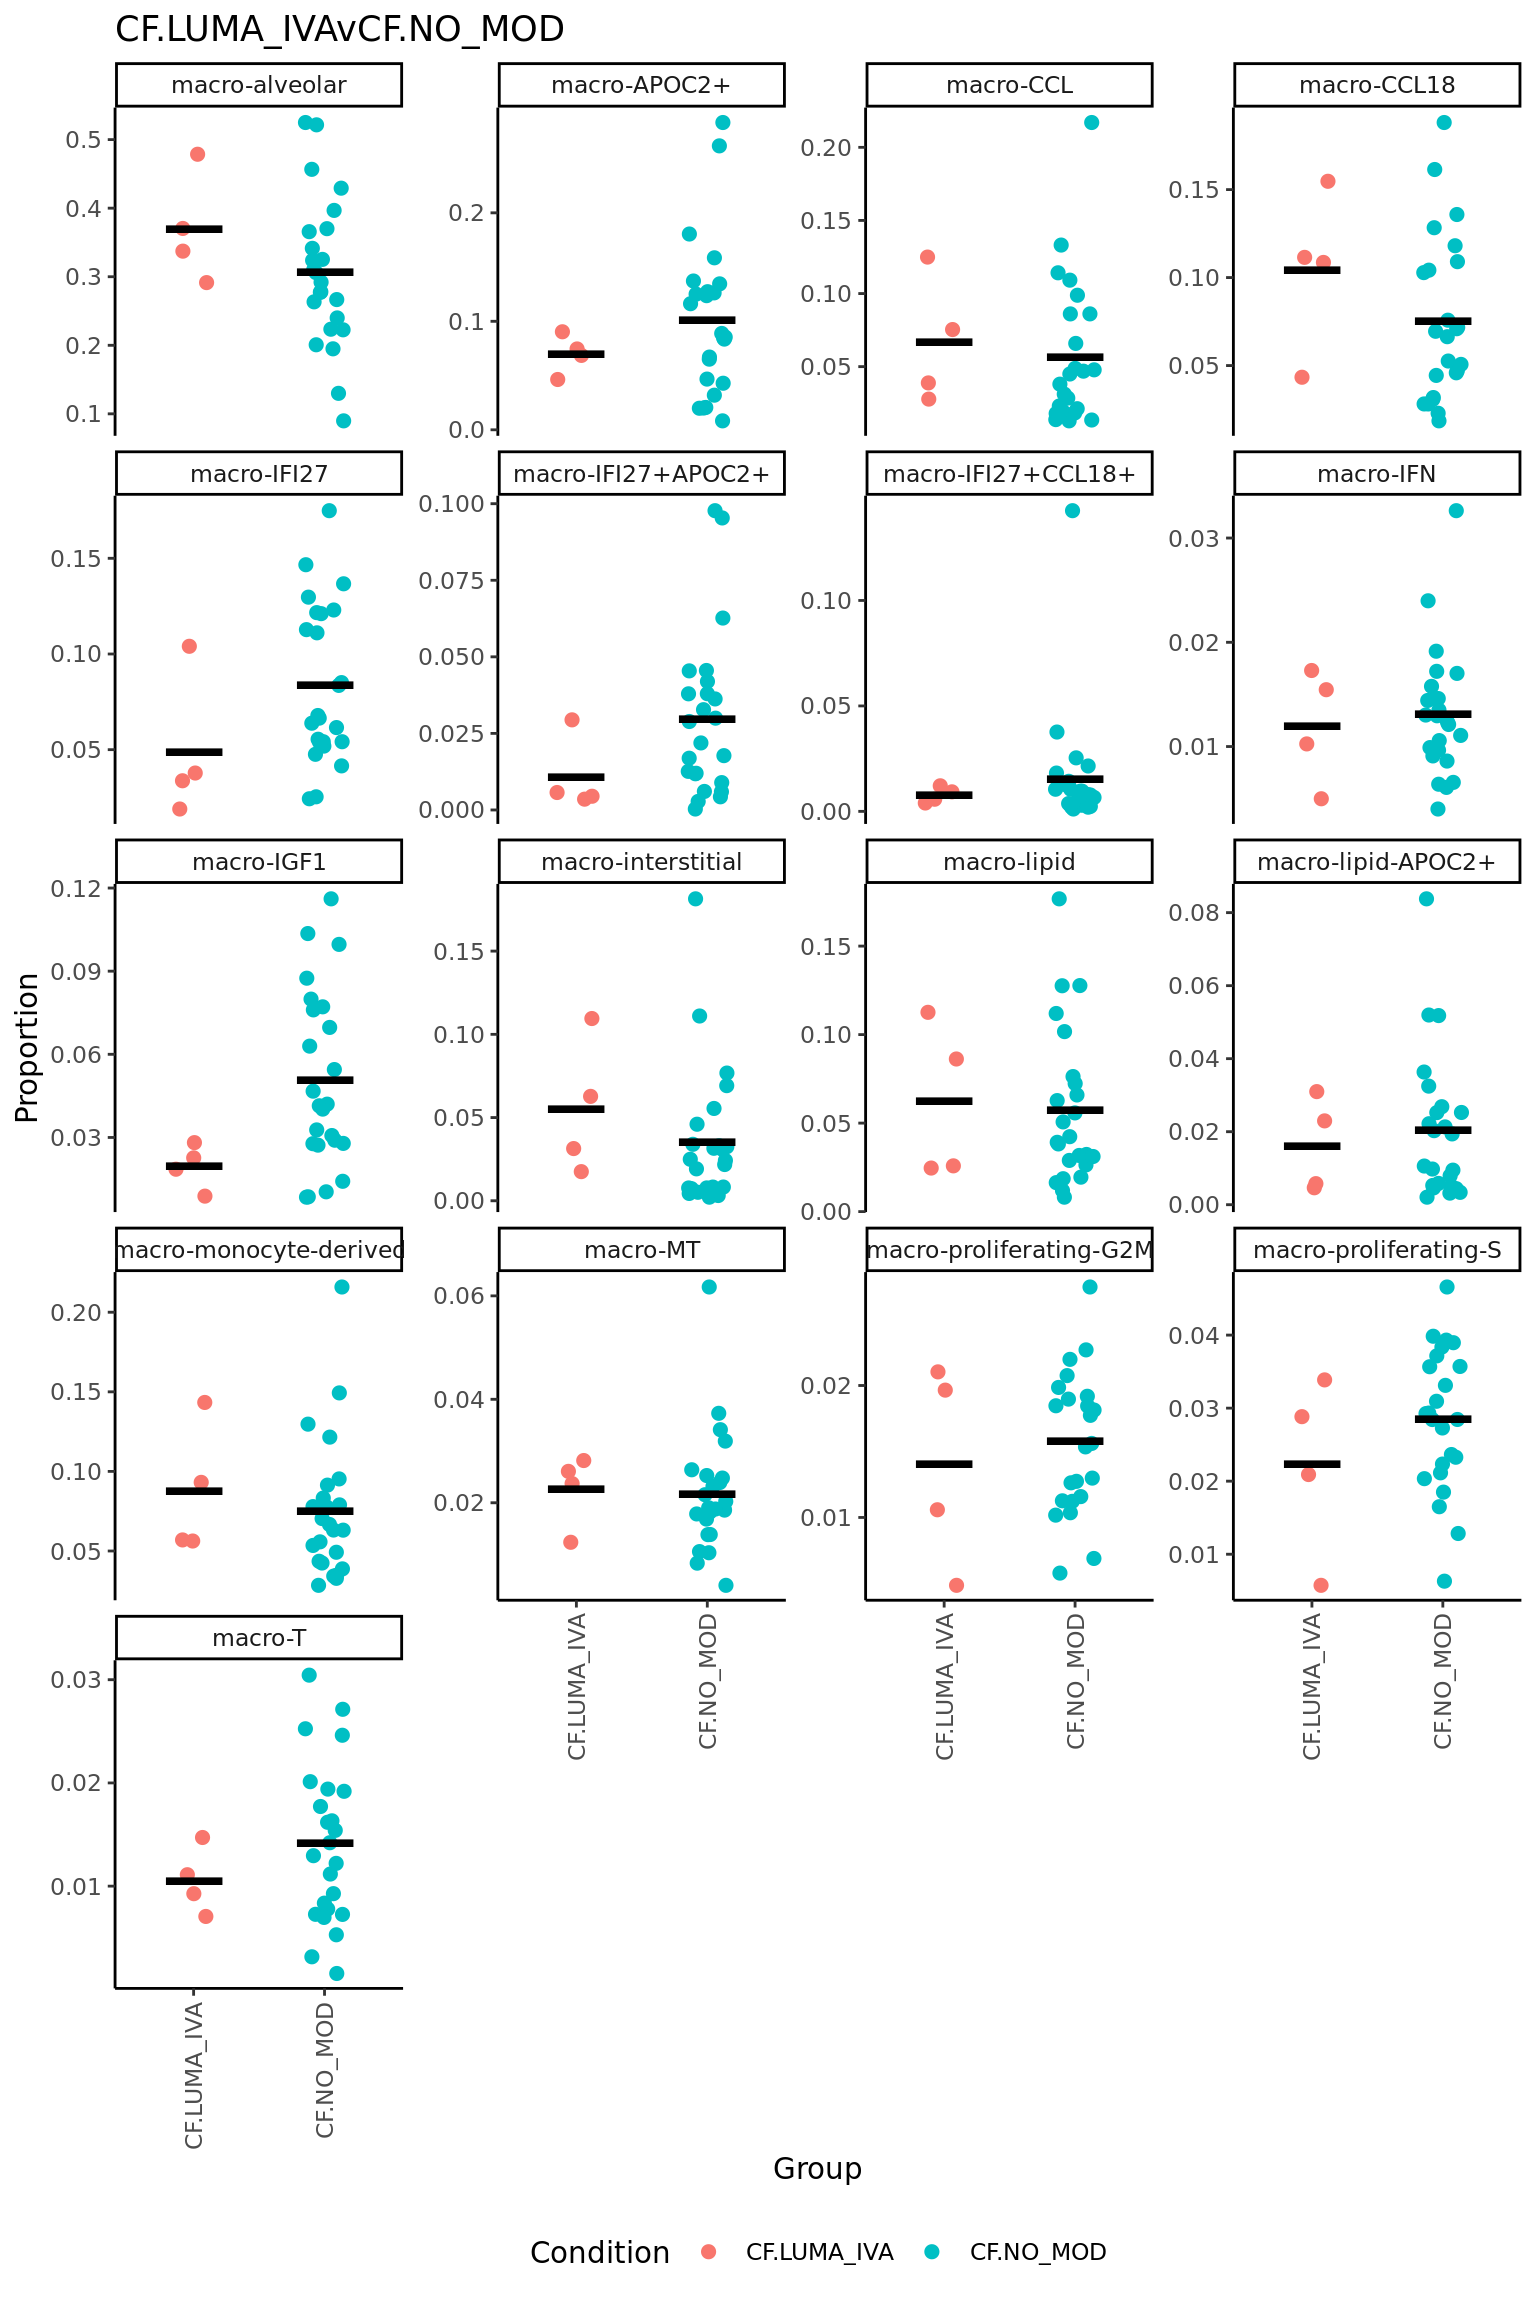 CF.LUMA_IVAvCF.NO_MOD
macro-alveolar
macro-APOC2+
macro-CCL
macro-CCL18
0.5
0.4
0.3
0.2
0.1
0.2
0.1
0.0
0.20
0.15
0.10
0.05
0.15
0.10
0.05
macro-IFI27
macro-IFI27+APOC2+
macro-IFI27+CCL18+
macro-IFN
0.15
0.10
0.05
0.100
0.075
0.050
0.025
0.000
0.10
0.05
0.00
0.03
0.02
0.01
macro-IGF1
macro-interstitial
macro-lipid
macro-lipid-APOC2+
0.12
0.09
0.06
0.03
0.15
0.10
0.05
0.00
0.15
0.10
0.05
0.00
0.08
0.06
0.04
0.02
0.00
Proportion
macro-monocyte-derived
macro-MT
macro-proliferating-G2M
macro-proliferating-S
0.20
0.15
0.10
0.05
0.06
0.04
0.02
0.02
0.01
0.04
0.03
0.02
0.01
CF.LUMA_IVA
CF.NO_MOD
CF.LUMA_IVA
CF.NO_MOD
CF.LUMA_IVA
CF.NO_MOD
macro-T
0.03
0.02
0.01
CF.LUMA_IVA
CF.NO_MOD
Group
Condition
CF.LUMA_IVA
CF.NO_MOD